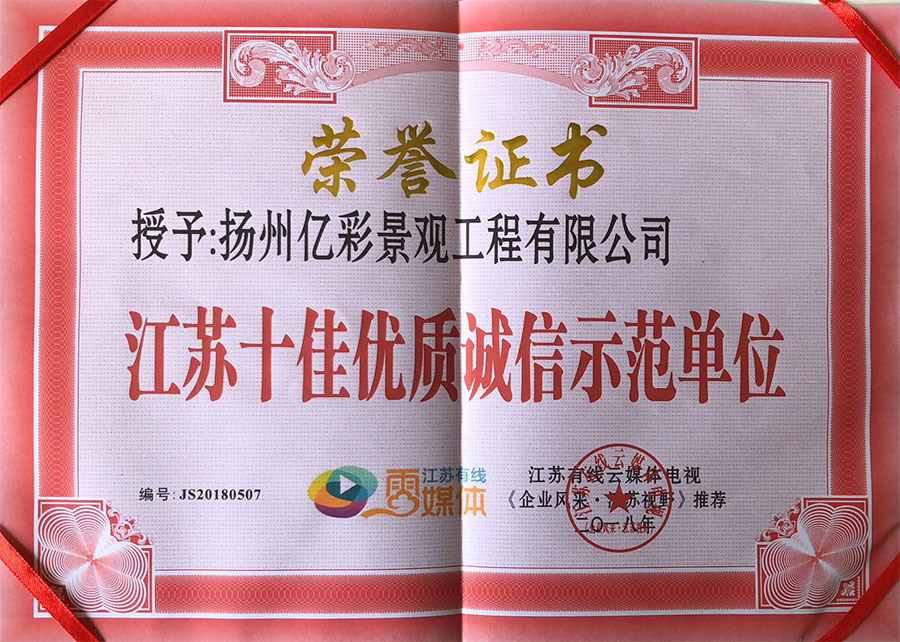 荣誉证书
授予:扬州亿彩景观工程有限公司
江苏十佳优质诚信示范单位
编号: JS20180507
江苏有线
云媒体
江苏有线云媒体电视
《企业风采·江苏视野》推荐
二〇一八年